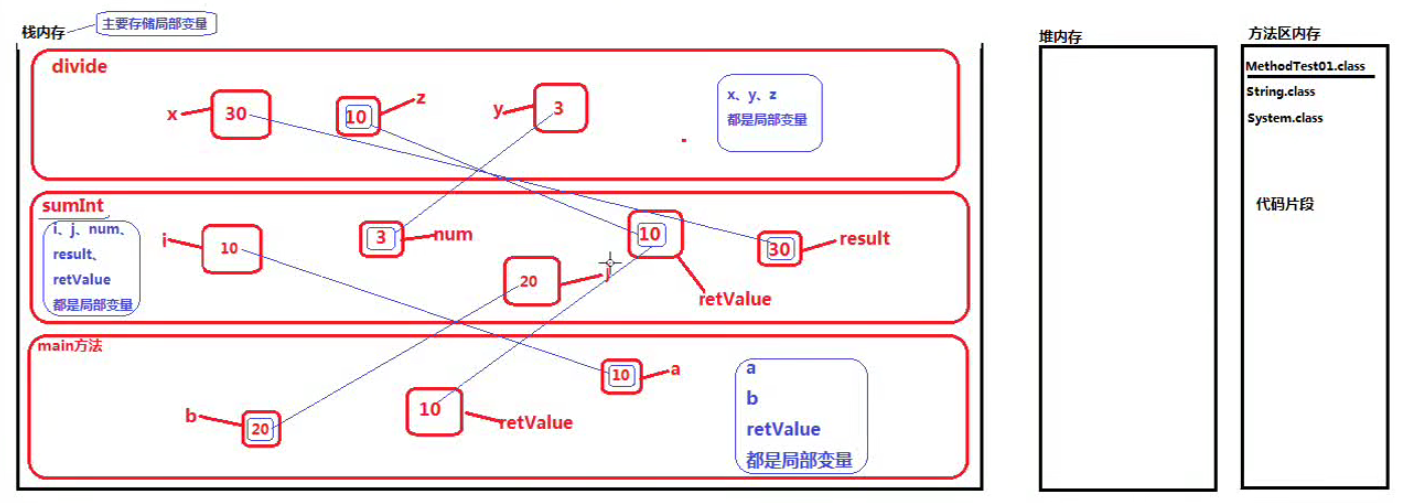 栈内存
主要存储局部变量
divide
x
30
10
z
y
3
x、y、z
都是局部变量
sumInt
i、j、num、
result、
retValue
都是局部变量
i
10
3
num
20
j
10
retValue
30
result
main方法
b
20
10
retValue
10
a
a
b
retValue
都是局部变量
堆内存
方法区内存
MethodTest01.class
String.class
System.class
代码片段